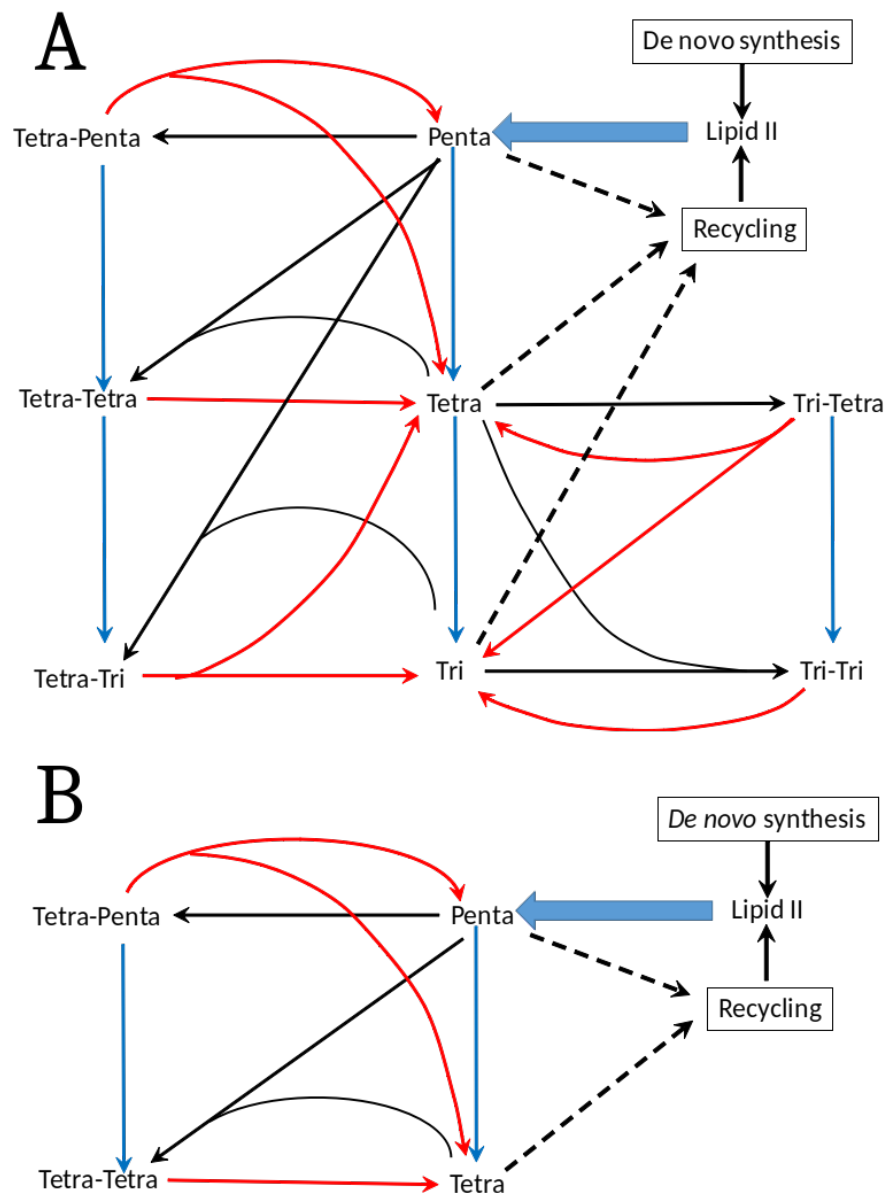 A
De novo synthesis
Tetra-Penta
Penta
Lipid II
Recycling
Tetra-Tetra
Tetra
Tri-Tetra
Tetra-Tri
Tri
Tri-Tri
B
De novo synthesis
Tetra-Penta
Penta
Lipid II
Recycling
Tetra-Tetra
Tetra